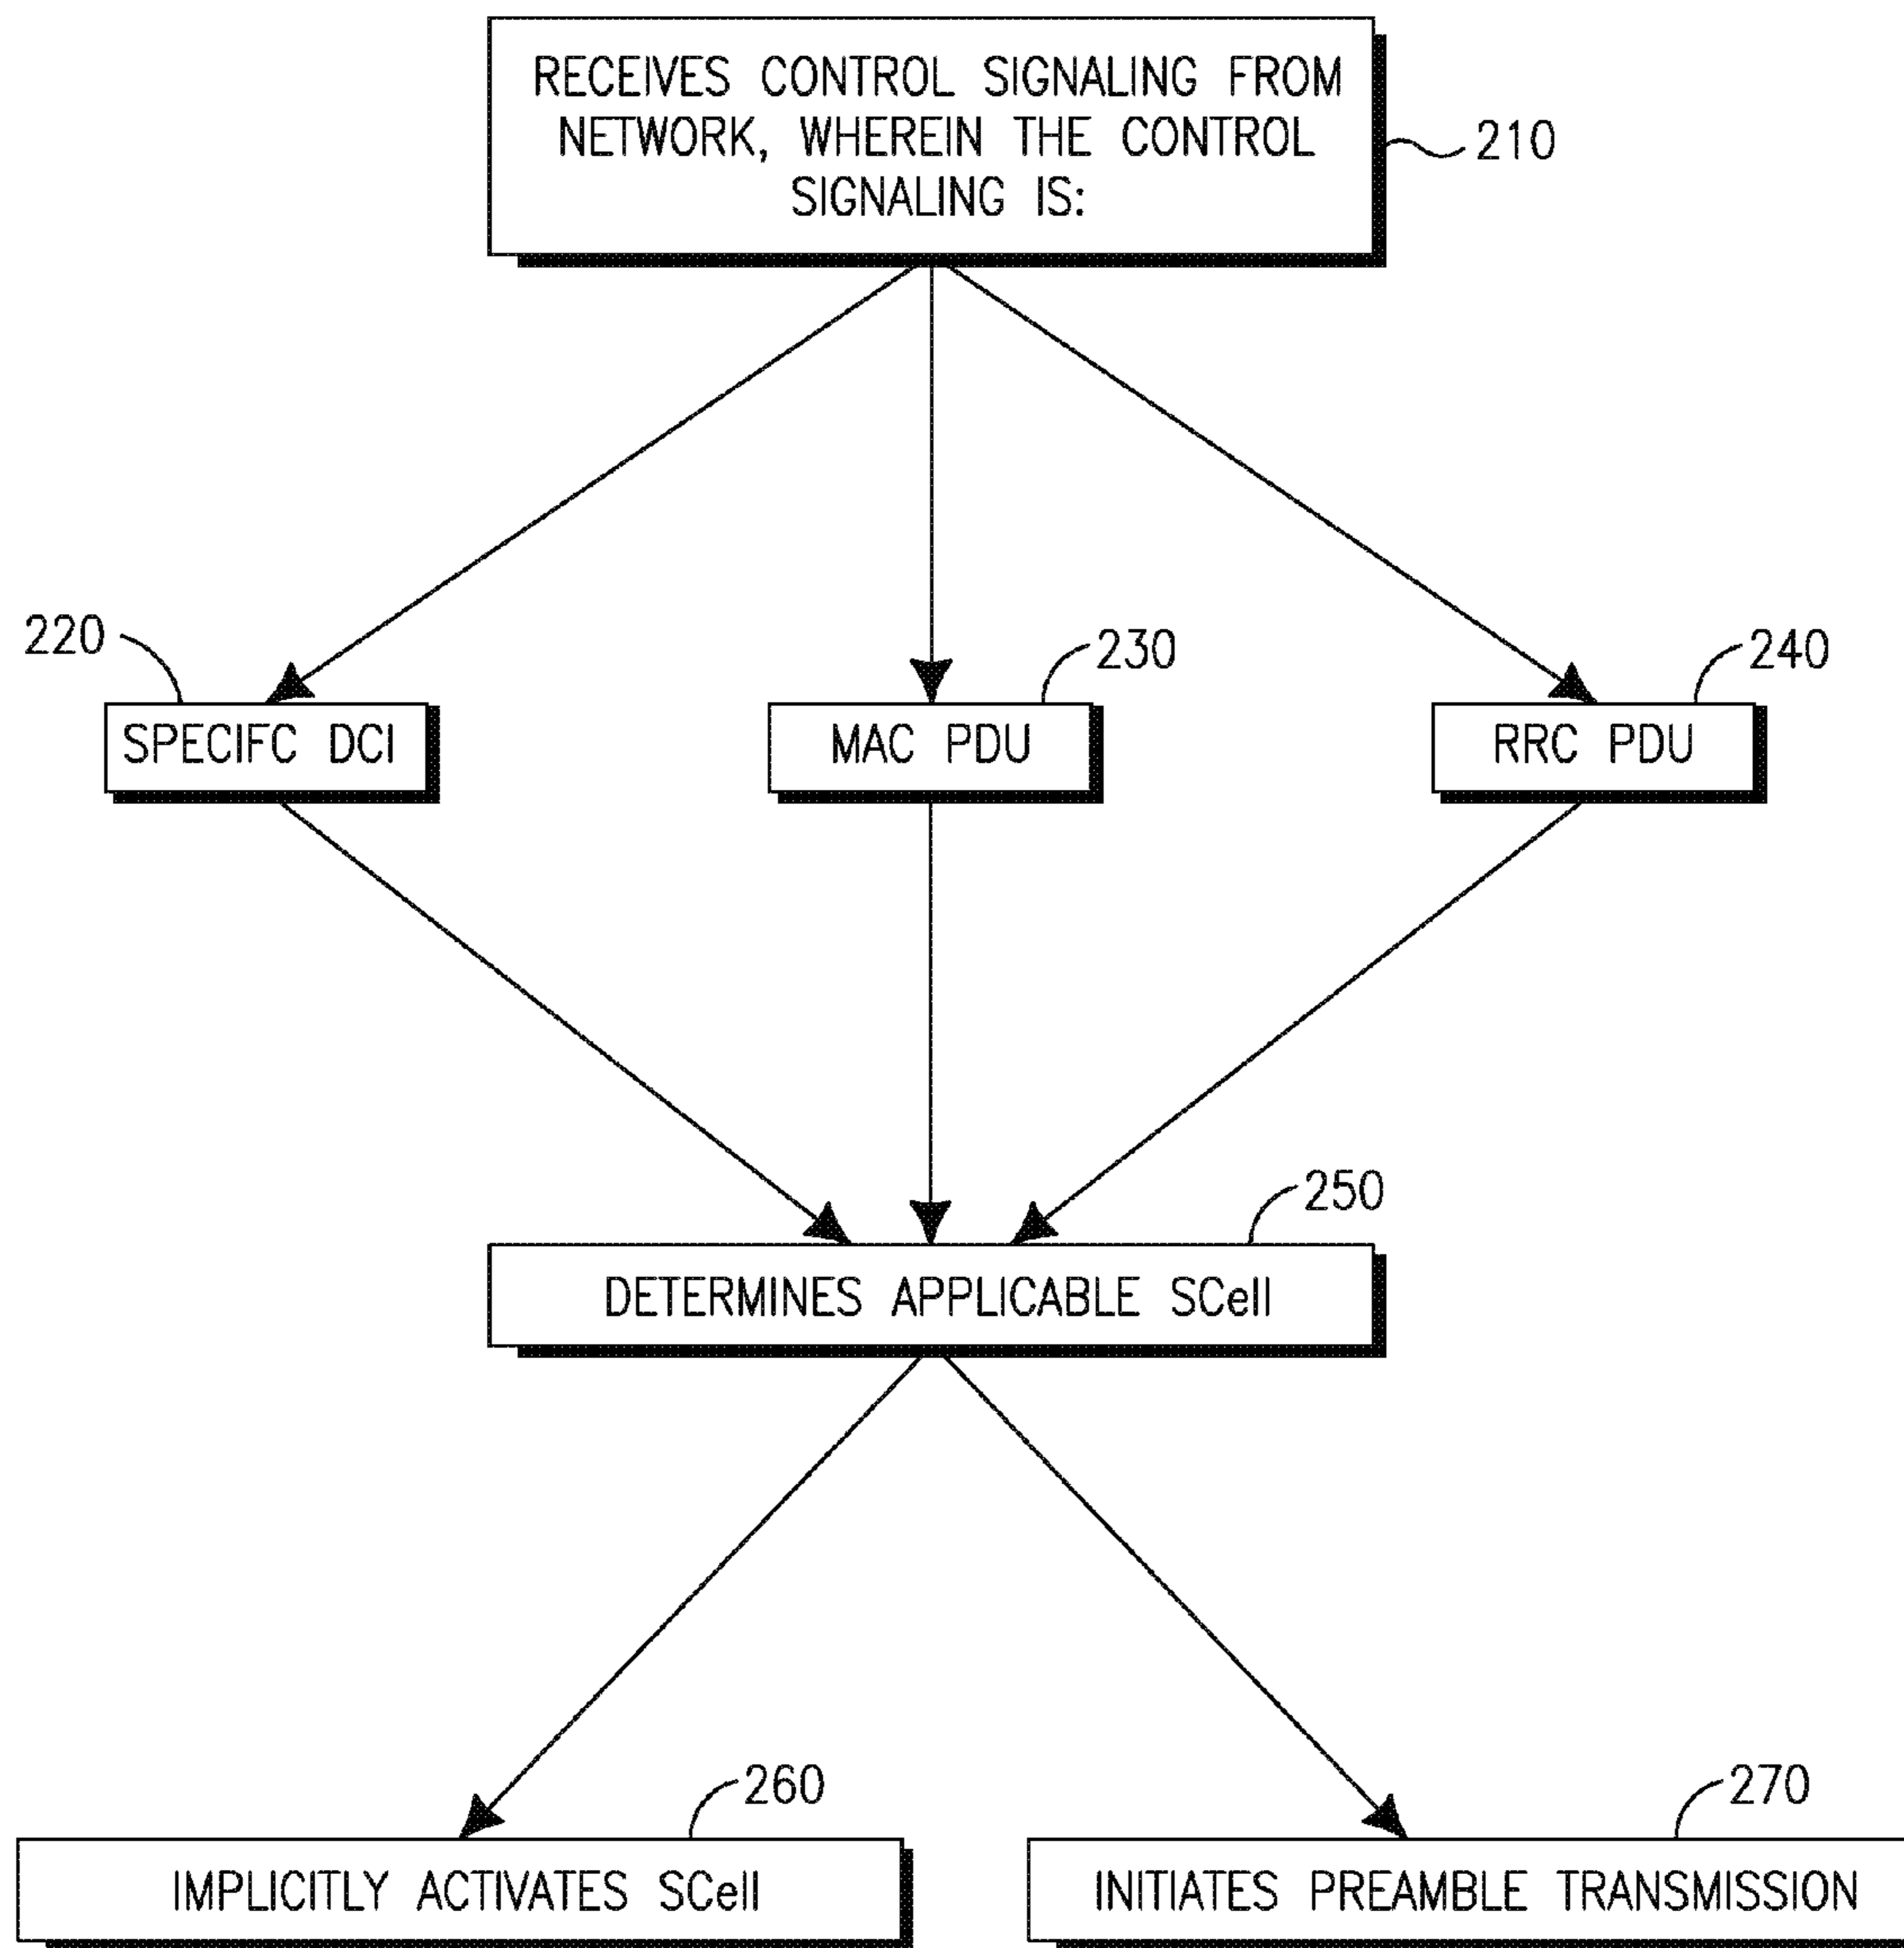 RECEIVES CONTROL SIGNALING FROM
NETWORK, WHEREIN THE CONTROL
SIGNALING IS:
210
220
230
240
SPECIFC DCI
MAC PDU
RRC PDU
250
DETERMINES APPLICABLE SCell
260
270
IMPLICITLY ACTIVATES SCell
INITIATES PREAMBLE TRANSMISSION